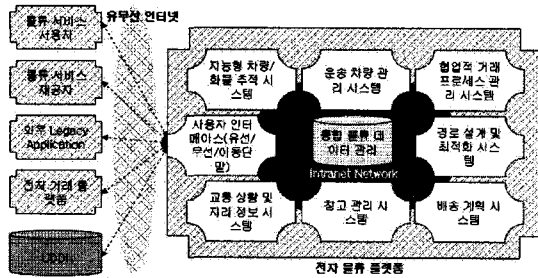 유무선 인터넷
물류 서비스
사용자
물류 서비스
제공자
외부 Legacy
Application
전자 거래 플
랫폼
UDDI
지능형 차량/
화물 추적 시
스템
운송 차량 관
리 시스템
협업적 거래
프로세스 관
리 시스템
사용자 인터
페이스(유선/
무선/이동단
말)
통합 물류 데
이터 관리
Intranet Network
경로 설계 및
최적화 시스
템
교통 상황 및
지리 정보 시
스템
창고 관리 시
스템
배송 계획 시
스템
전자 물류 플랫폼